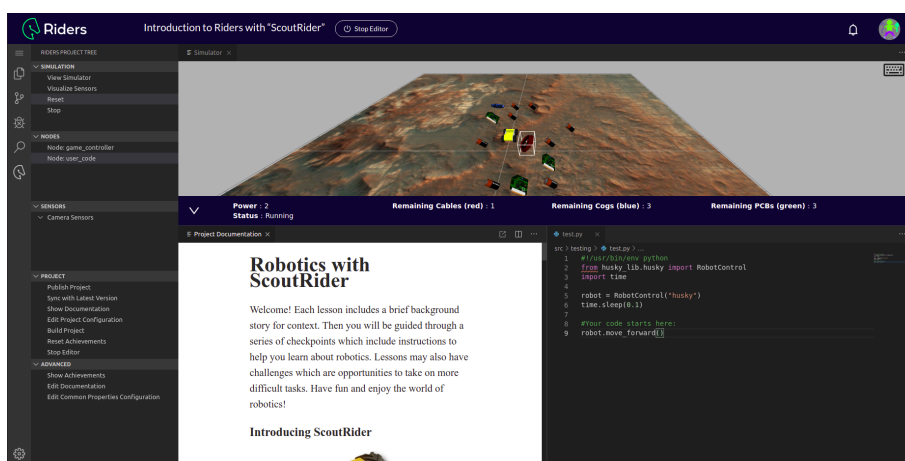 Riders
Introduction to Riders with "ScoutRider"
Stop Editor
RIDERS PROJECT TREE
SIMULATION
View Simulator
Visualize Sensors
Reset
Stop
NODES
Node: game_controller
Node: user_code
SENSORS
Camera Sensors
PROJECT
Publish Project
Sync with Latest Version
Show Documentation
Edit Project Configuration
Build Project
Reset Achievements
Stop Editor
ADVANCED
Show Achievements
Edit Documentation
Edit Common Properties Configuration
Simulator
Power : 2
Status : Running
Remaining Cables (red) : 1
Remaining Cogs (blue) : 3
Remaining PCBs (green) : 3
Project Documentation
Robotics with
ScoutRider
Welcome! Each lesson includes a brief background
story for context. Then you will be guided through a
series of checkpoints which include instructions to
help you learn about robotics. Lessons may also have
challenges which are opportunities to take on more
difficult tasks. Have fun and enjoy the world of
robotics!
Introducing ScoutRider
test.py
src > testing > test.py > ...
1 #!/usr/bin/env python
2 from husky_lib.husky import RobotControl
3 import time
4
5 robot = RobotControl("husky")
6 time.sleep(0.1)
7
8 #Your code starts here:
9 robot.move_forward()